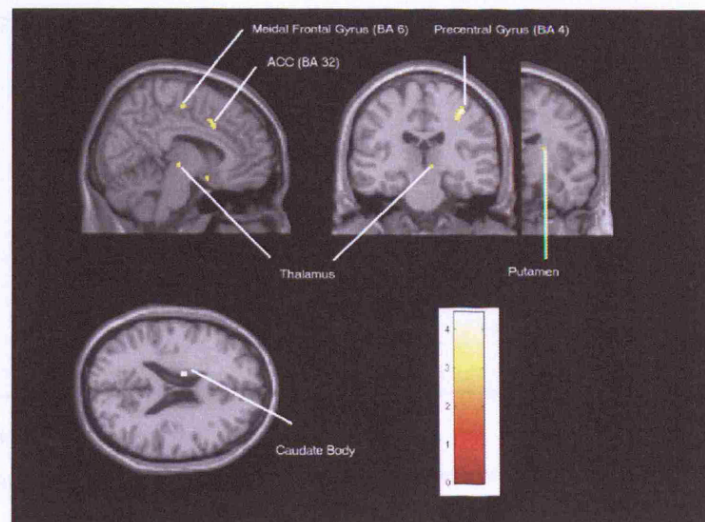 Meidal Frontal Gyrus (BA 6)
Precentral Gyrus (BA 4)
ACC (BA 32)
Thalamus
Putamen
Caudate Body
4
3
2
1
0